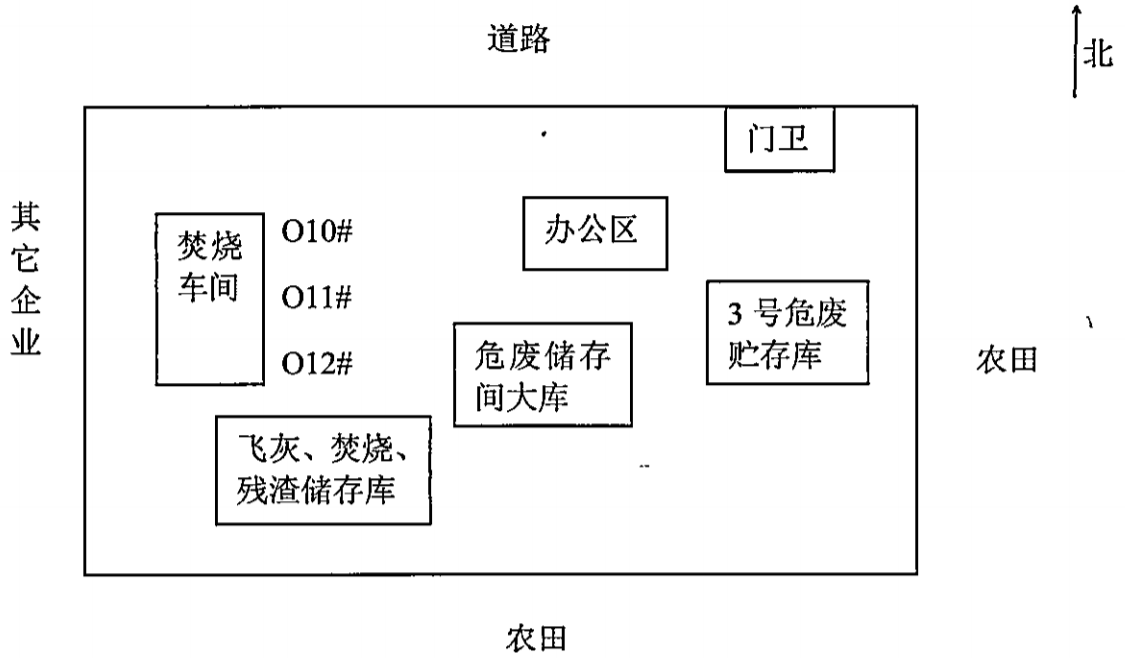 道路
北
门卫
其它企业
焚烧
车间
O10#
O11#
O12#
办公区
3号危废
贮存库
危废储存
间大库
农田
飞灰、焚烧、
残渣储存库
农田